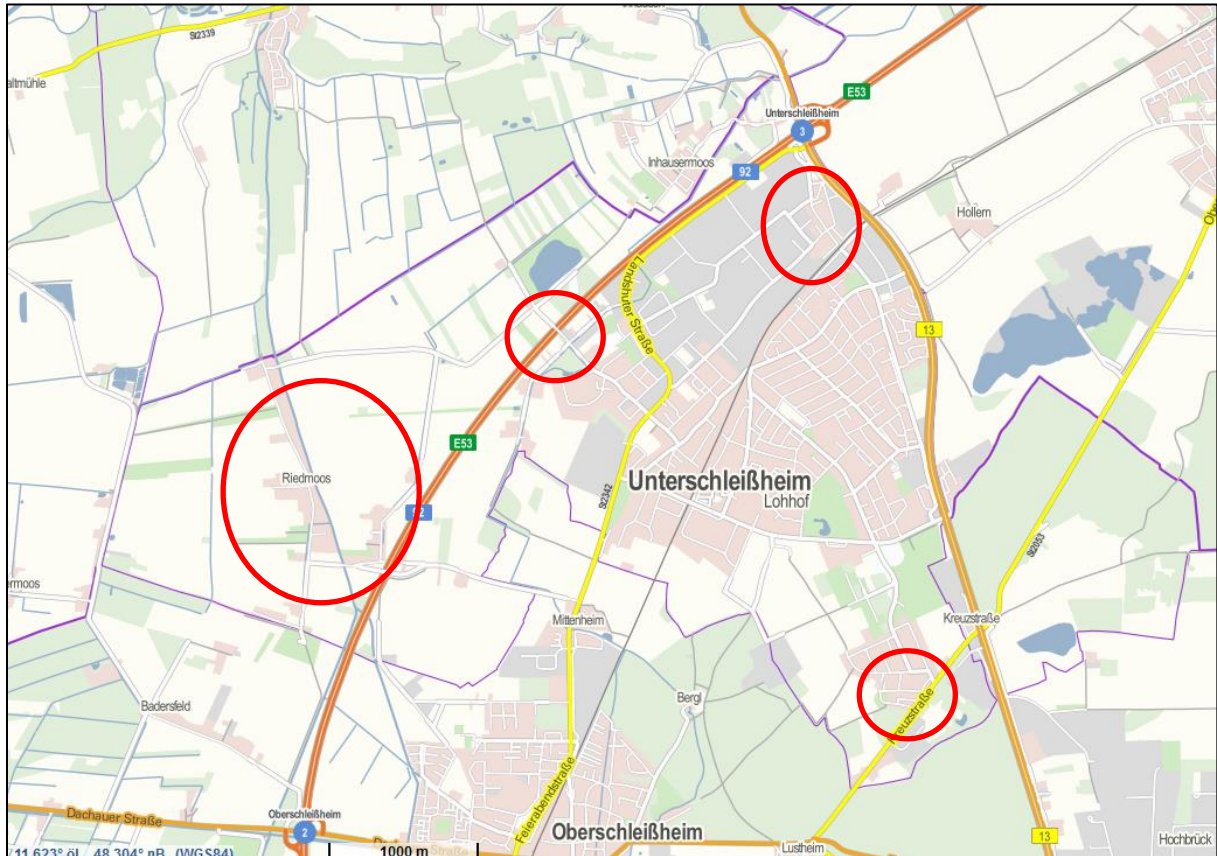 St2339
altmühle
E53
Unterschleißheim
3
Inhausermoos
92
Hollern
Landshuter Straße
13
E53
Riedmoos
Unterschleißheim
Lohhof
St2342
92
St2053
ermoos
Mittenheim
Kreuzstraße
Bergl
Badersfeld
Kreuzstraße
Oberschleißheim
2
Dachauer Straße
Feierabendstraße
Oberschleißheim
13
Lustheim
Hochbrück
11.623° öL 48.304° nB (WGS84)
1000 m